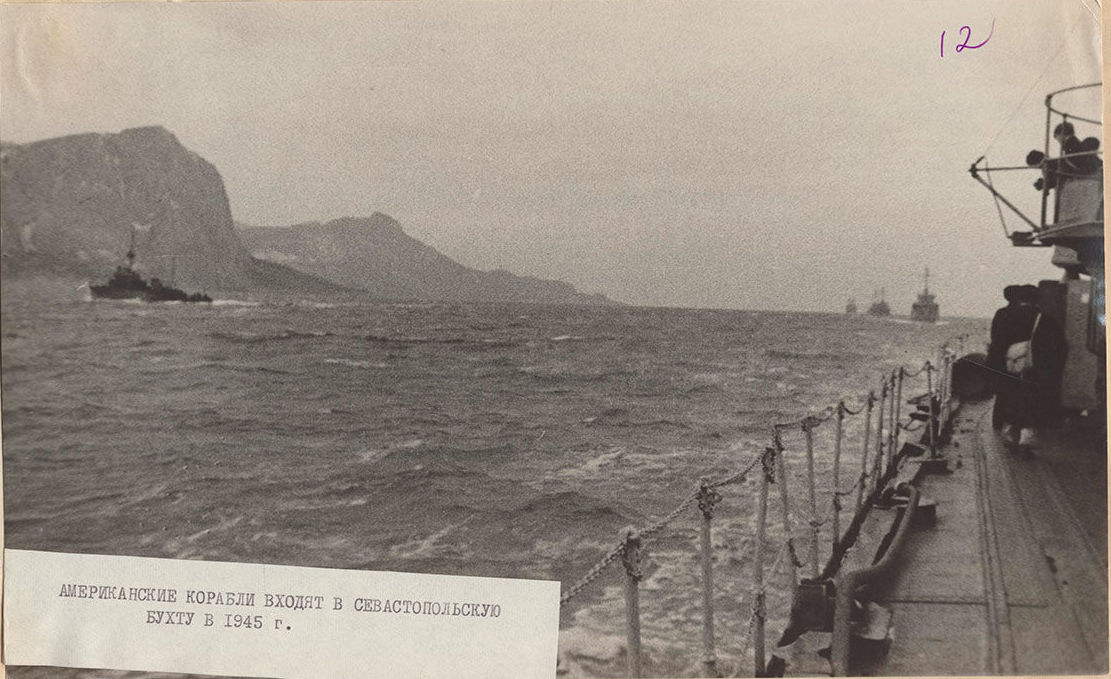 12
АМЕРИКАНСКИЕ КОРАБЛИ ВХОДЯТ В СЕВАСТОПОЛЬСКУЮ
БУХТУ В 1945 г.